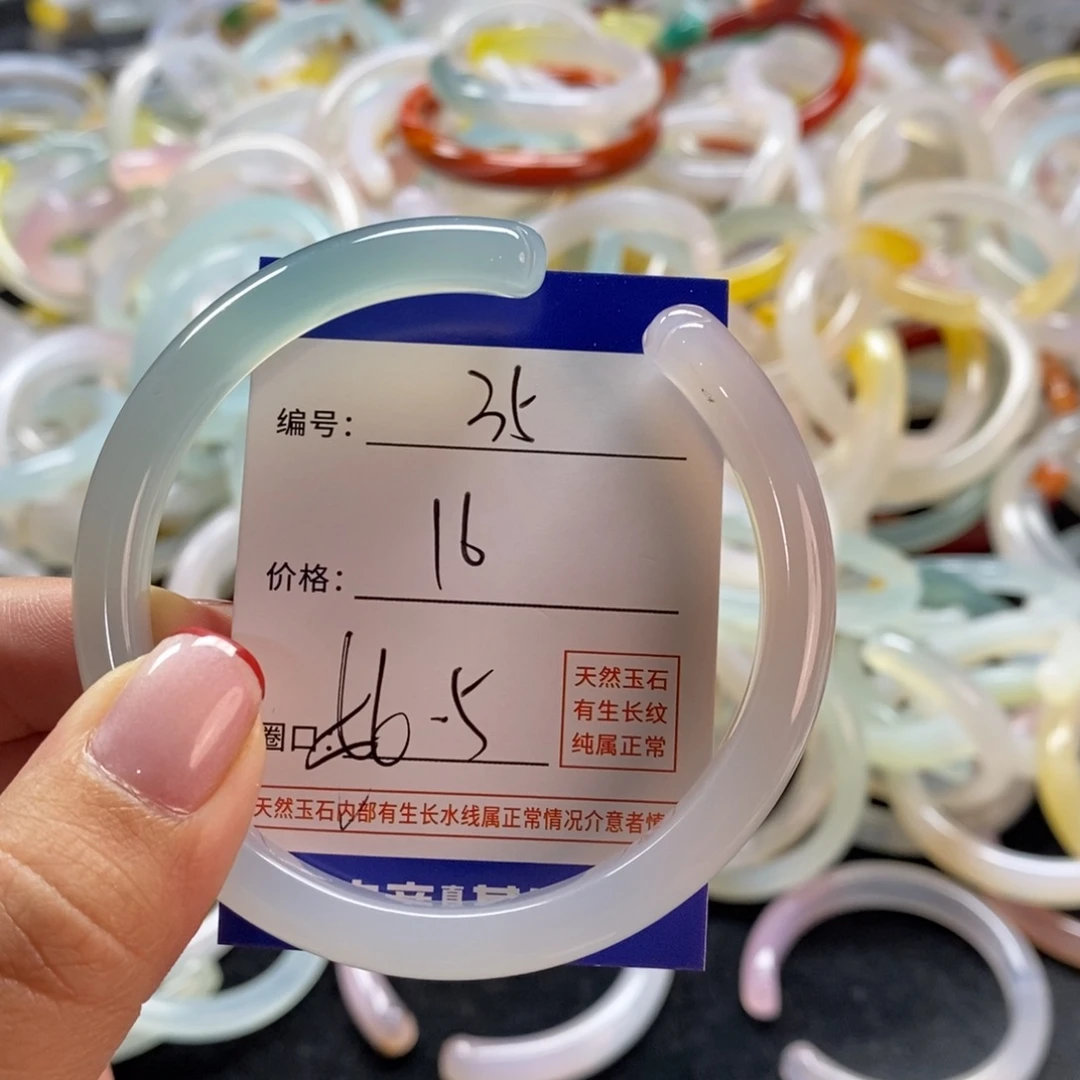 编号: 35
价格: 16
圈口: 56.5
天然玉石
有生长纹
纯属正常
天然玉石内部有生长水线属正常情况介意者慎